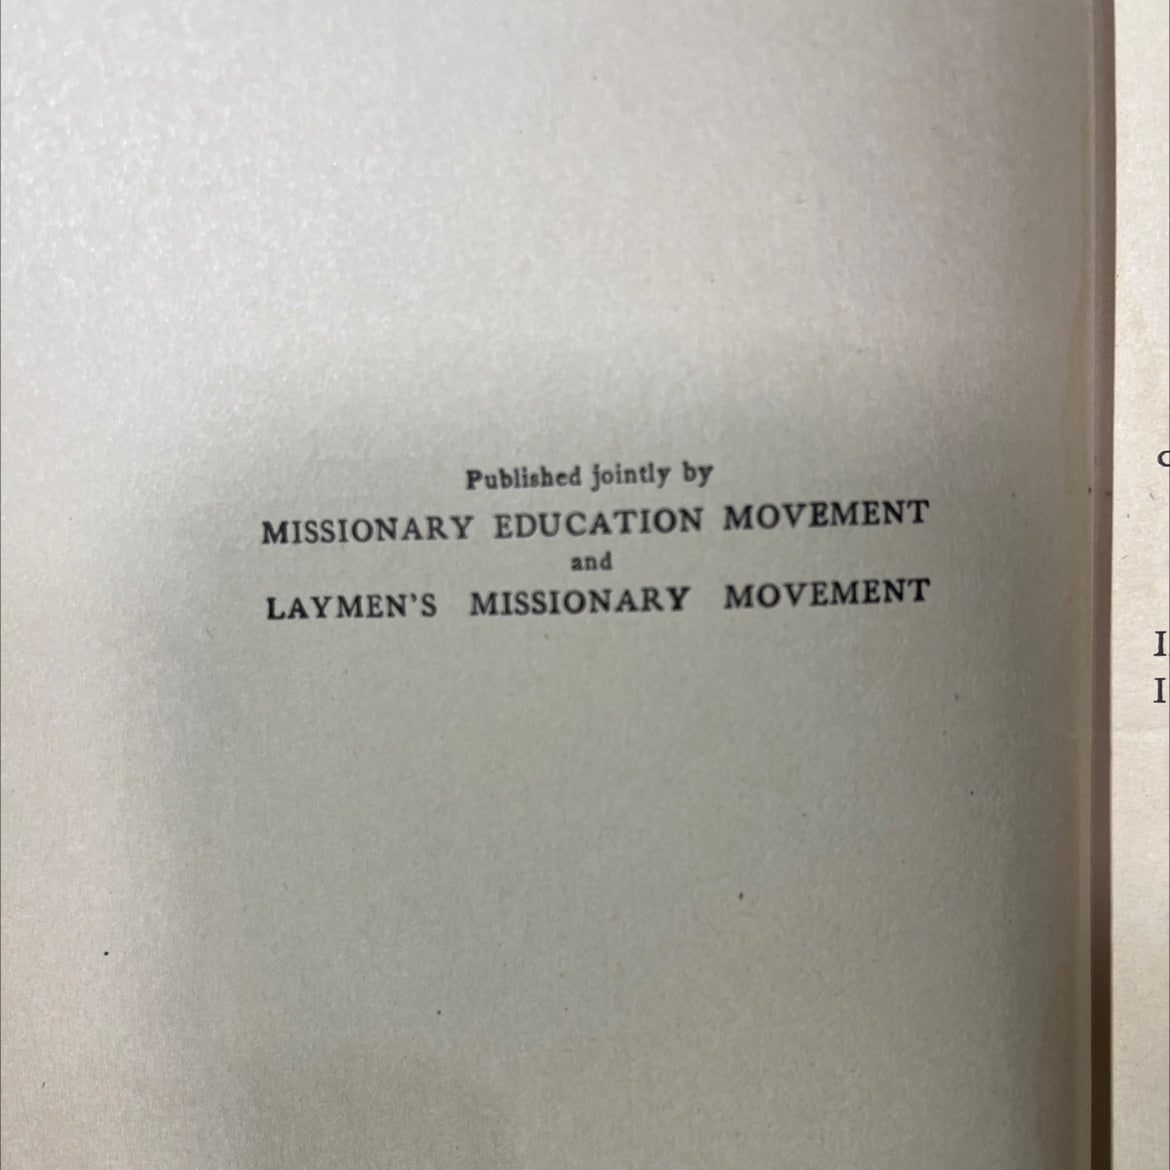 Published jointly by
MISSIONARY EDUCATION MOVEMENT
and
LAYMEN'S MISSIONARY MOVEMENT